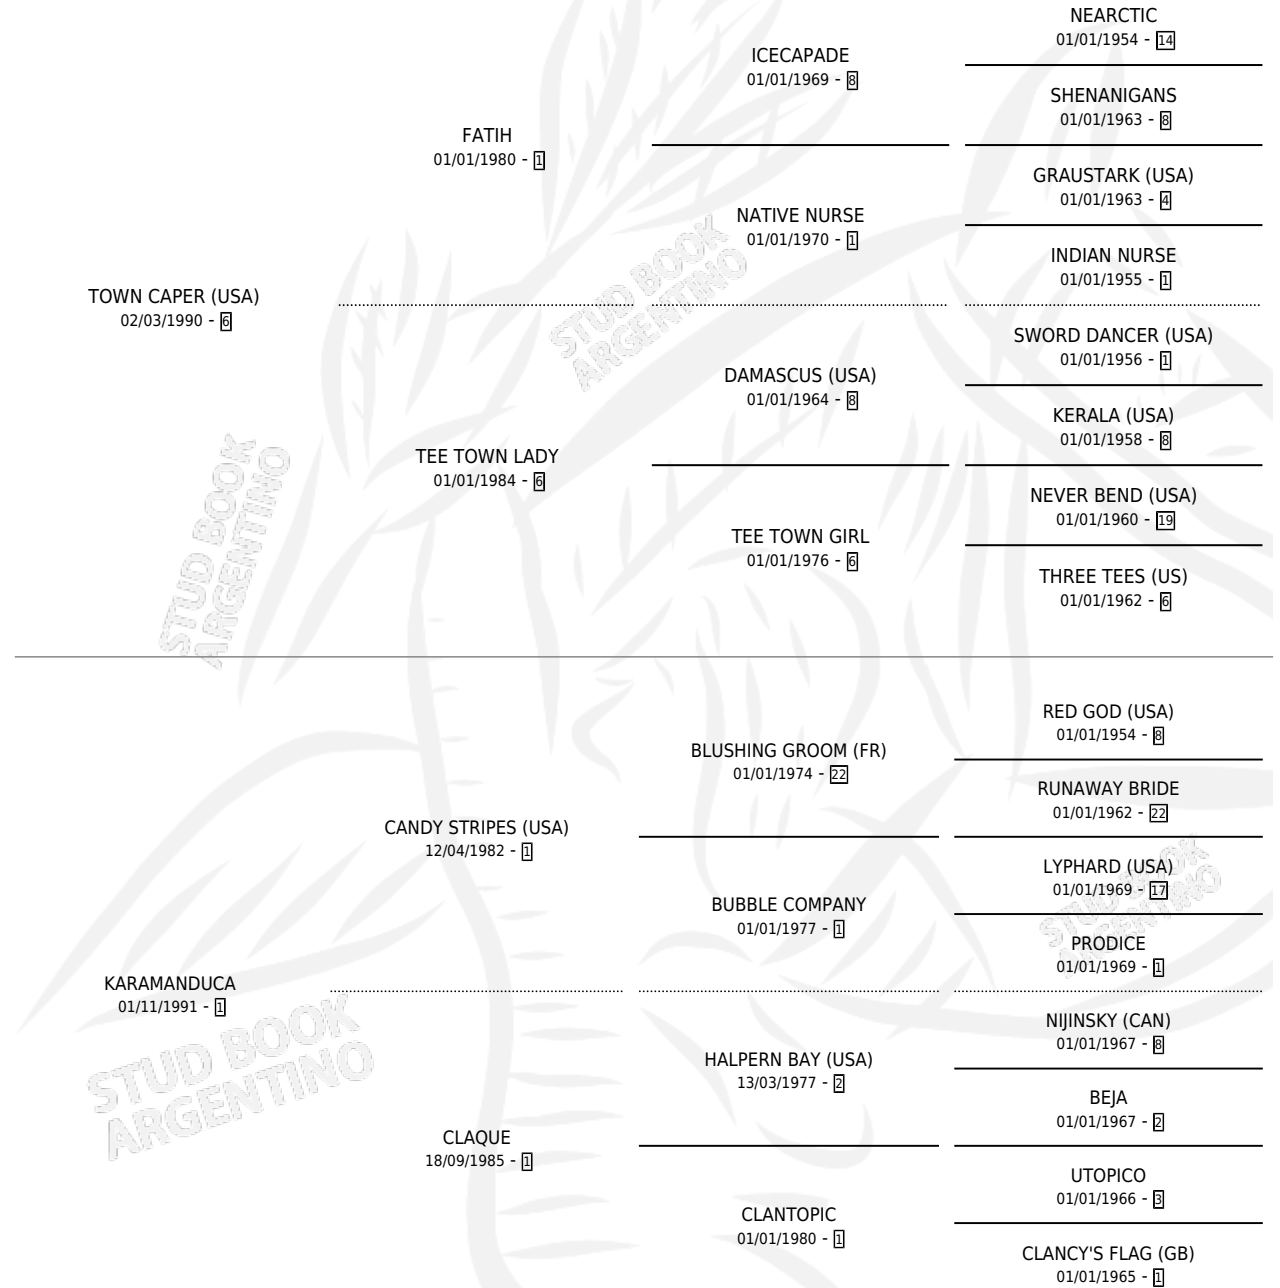 NEARCTIC
01/01/1954 - 14
ICECAPADE
01/01/1969 - 8
SHENANIGANS
01/01/1963 - 8
FATIH
01/01/1980 - 1
GRAUSTARK (USA)
01/01/1963 - 4
NATIVE NURSE
01/01/1970 - 1
INDIAN NURSE
01/01/1955 - 1
TOWN CAPER (USA)
02/03/1990 - 6
SWORD DANCER (USA)
01/01/1956 - 1
DAMASCUS (USA)
01/01/1964 - 8
KERALA (USA)
01/01/1958 - 8
TEE TOWN LADY
01/01/1984 - 6
NEVER BEND (USA)
01/01/1960 - 19
TEE TOWN GIRL
01/01/1976 - 6
THREE TEES (US)
01/01/1962 - 6
RED GOD (USA)
01/01/1954 - 8
BLUSHING GROOM (FR)
01/01/1974 - 22
RUNAWAY BRIDE
01/01/1962 - 22
CANDY STRIPES (USA)
12/04/1982 - 1
LYPHARD (USA)
01/01/1969 - 17
BUBBLE COMPANY
01/01/1977 - 1
PRODICE
01/01/1969 - 1
KARAMANDUCA
01/11/1991 - 1
NIJINSKY (CAN)
01/01/1967 - 8
HALPERN BAY (USA)
13/03/1977 - 2
BEJA
01/01/1967 - 2
CLAQUE
18/09/1985 - 1
UTOPICO
01/01/1966 - 3
CLANTOPIC
01/01/1980 - 1
CLANCY'S FLAG (GB)
01/01/1965 - 1
STUD BOOK
ARGENTINO
STUD BOOK
ARGENTINO
STUD BOOK
ARGENTINO
STUD BOOK
ARGENTINO